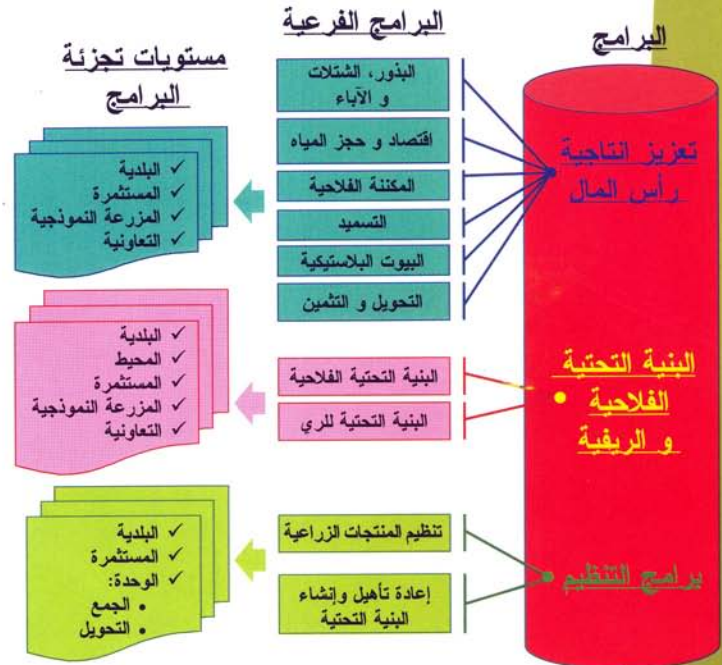 البرامج
البرامج الفرعية
مستويات تجزئة
البرامج
تعزيز انتاجية
رأس المال
البذور، الشتلات
و الآباء
اقتصاد و حجز المياه
المكننة الفلاحية
التسميد
البيوت البلاستيكية
التحويل و التثمين
✓ البلدية
✓ المستثمرة
✓ المزرعة النموذجية
✓ التعاونية
البنية التحتية
الفلاحية
و الريفية
البنية التحتية الفلاحية
البنية التحتية للري
✓ البلدية
✓ المحيط
✓ المستثمرة
✓ المزرعة النموذجية
✓ التعاونية
برامج التنظيم
تنظيم المنتجات الزراعية
إعادة تأهيل وإنشاء
البنية التحتية
✓ البلدية
✓ المستثمرة
✓ الوحدة:
• الجمع
• التحويل